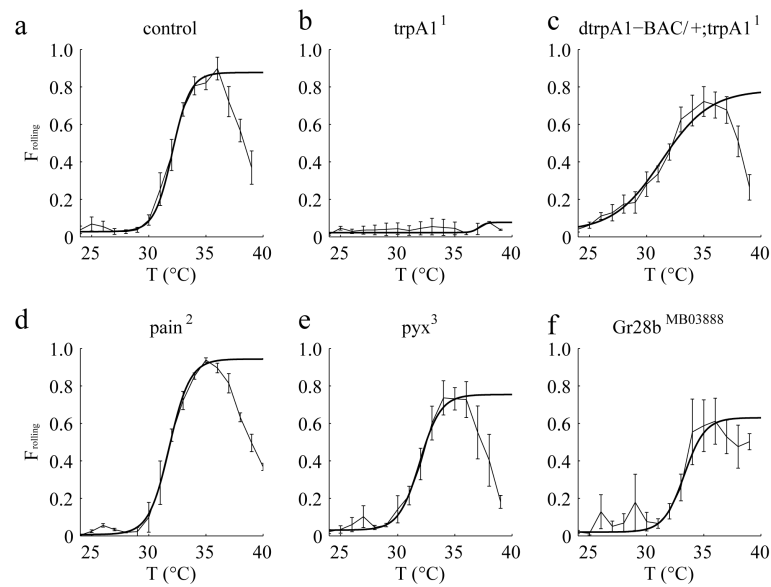 a control
b trpA1¹
c dtrpA1−BAC/+;trpA1¹
F rolling
1.0
0.8
0.6
0.4
0.2
0
25 30 35 40
T (°C)
1.0
0.8
0.6
0.4
0.2
0
25 30 35 40
T (°C)
1.0
0.8
0.6
0.4
0.2
0
25 30 35 40
T (°C)
d pain²
e pyx³
f Gr28b MB03888
F rolling
1.0
0.8
0.6
0.4
0.2
0
25 30 35 40
T (°C)
1.0
0.8
0.6
0.4
0.2
0
25 30 35 40
T (°C)
1.0
0.8
0.6
0.4
0.2
0
25 30 35 40
T (°C)